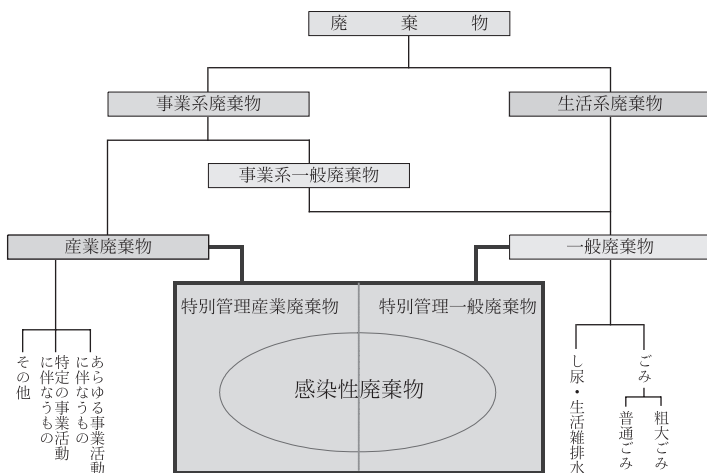 廃棄物
事業系廃棄物
生活系廃棄物
事業系一般廃棄物
産業廃棄物
一般廃棄物
特別管理産業廃棄物
特別管理一般廃棄物
感染性廃棄物
あらゆる事業活動
に伴なうもの
特定の事業活動
に伴なうもの
その他
ごみ
し尿・生活雑排水
粗大ごみ
普通ごみ